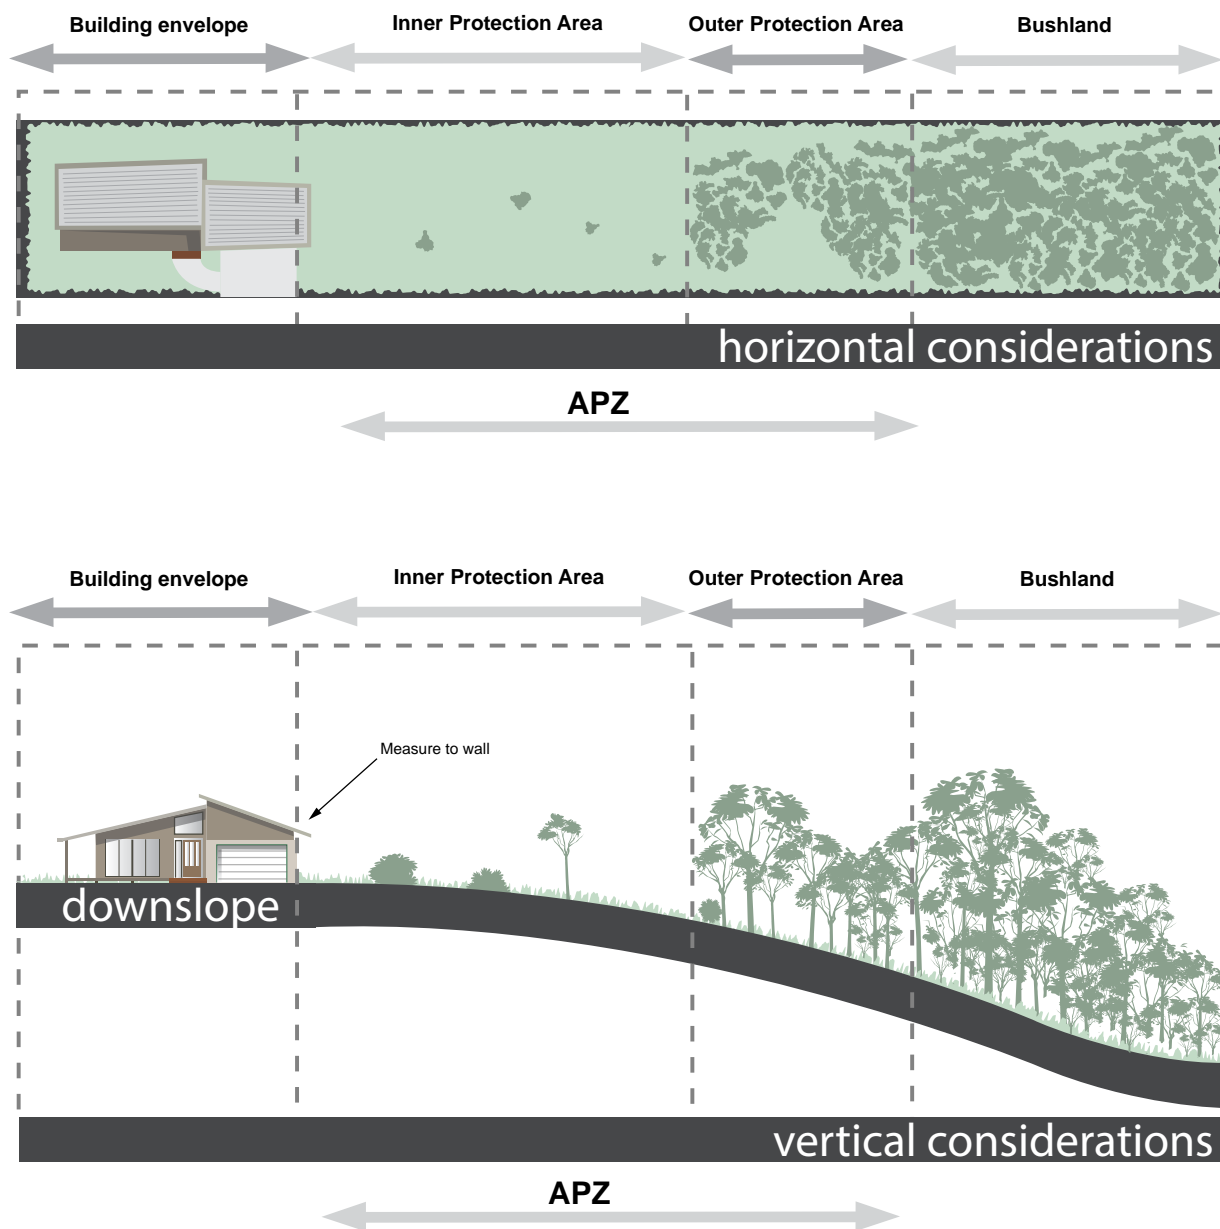 Building envelope
Inner Protection Area
Outer Protection Area
Bushland
horizontal considerations
APZ
Building envelope
Inner Protection Area
Outer Protection Area
Bushland
Measure to wall
downslope
vertical considerations
APZ